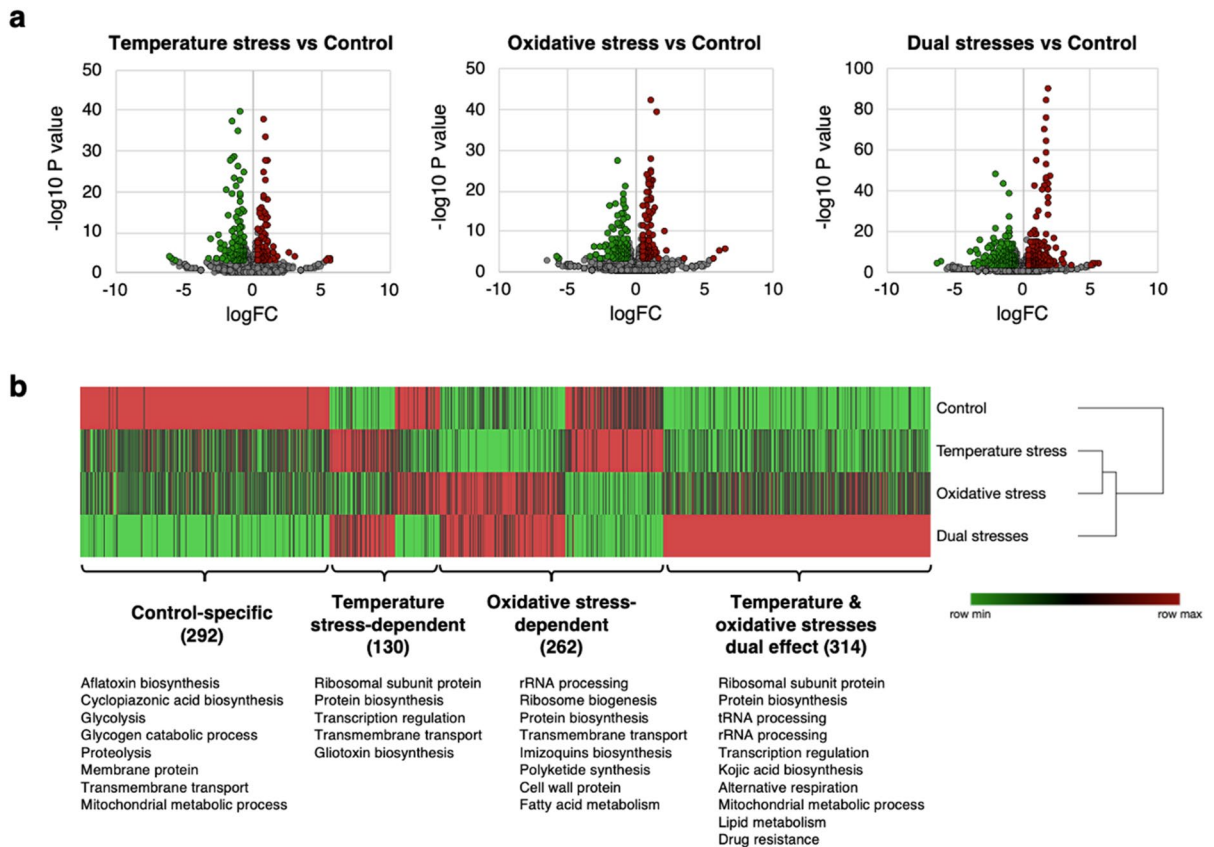 a
Temperature stress vs Control
50
40
30
20
10
0
-10
-5
0
5
10
-log10 P value
logFC
Oxidative stress vs Control
50
40
30
20
10
0
-10
-5
0
5
10
-log10 P value
logFC
Dual stresses vs Control
100
80
60
40
20
0
-10
-5
0
5
10
-log10 P value
logFC
b
Control
Temperature stress
Oxidative stress
Dual stresses
row min
row max
Control-specific
(292)
Aflatoxin biosynthesis
Cyclopiazonic acid biosynthesis
Glycolysis
Glycogen catabolic process
Proteolysis
Membrane protein
Transmembrane transport
Mitochondrial metabolic process
Temperature
stress-dependent
(130)
Ribosomal subunit protein
Protein biosynthesis
Transcription regulation
Transmembrane transport
Gliotoxin biosynthesis
Oxidative stress-
dependent
(262)
rRNA processing
Ribosome biogenesis
Protein biosynthesis
Transmembrane transport
Imizoquins biosynthesis
Polyketide synthesis
Cell wall protein
Fatty acid metabolism
Temperature &
oxidative stresses
dual effect (314)
Ribosomal subunit protein
Protein biosynthesis
tRNA processing
rRNA processing
Transcription regulation
Kojic acid biosynthesis
Alternative respiration
Mitochondrial metabolic process
Lipid metabolism
Drug resistance